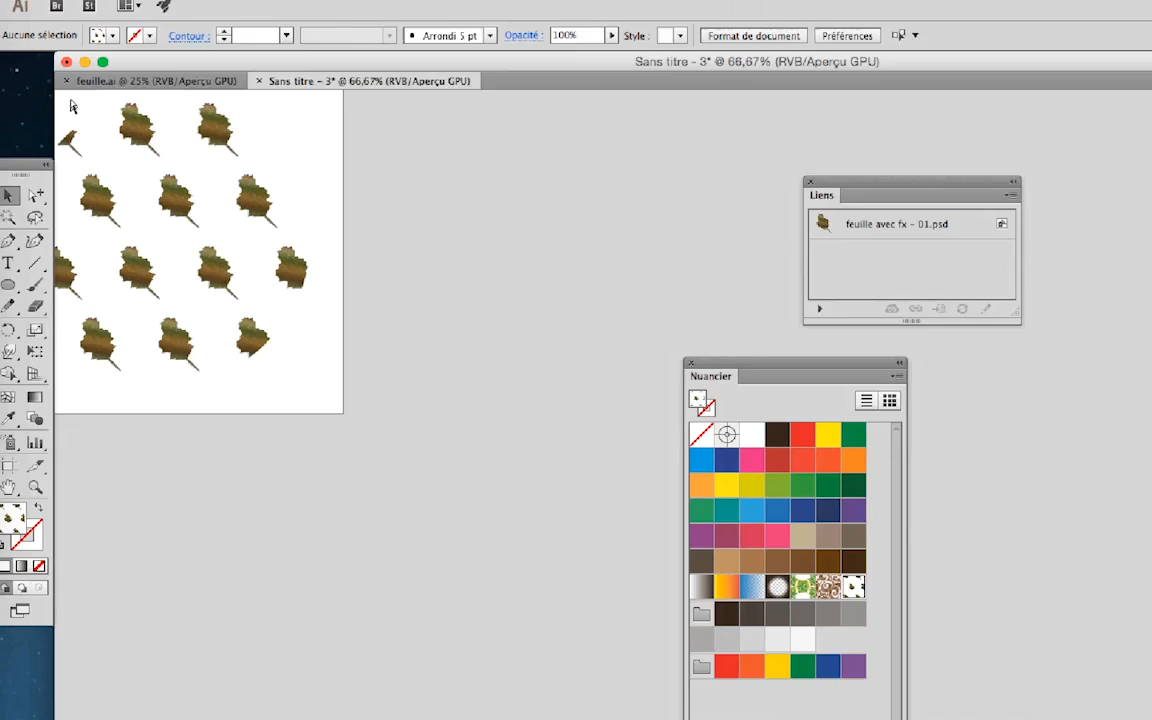 Ai Br St
Aucune sélection Contour : Arrondi 5 pt Opacité : 100% Style : Format de document Préférences
Sans titre - 3* @ 66,67% (RVB/Aperçu GPU)
× feuille.ai @ 25% (RVB/Aperçu GPU) × Sans titre - 3* @ 66,67% (RVB/Aperçu GPU)
Liens
feuille avec fx - 01.psd
T
Nuancier